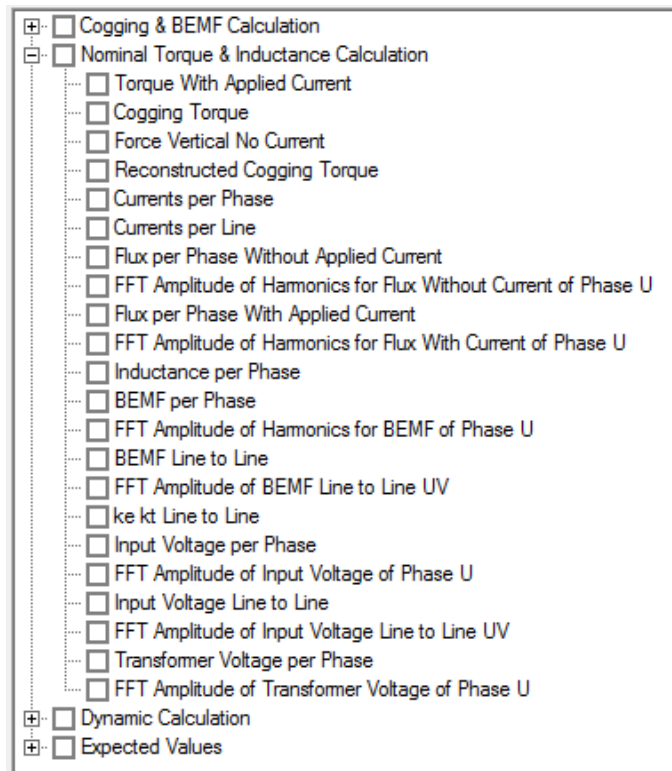 Cogging & BEMF Calculation
Nominal Torque & Inductance Calculation
Torque With Applied Current
Cogging Torque
Force Vertical No Current
Reconstructed Cogging Torque
Currents per Phase
Currents per Line
Flux per Phase Without Applied Current
FFT Amplitude of Harmonics for Flux Without Current of Phase U
Flux per Phase With Applied Current
FFT Amplitude of Harmonics for Flux With Current of Phase U
Inductance per Phase
BEMF per Phase
FFT Amplitude of Harmonics for BEMF of Phase U
BEMF Line to Line
FFT Amplitude of BEMF Line to Line UV
ke kt Line to Line
Input Voltage per Phase
FFT Amplitude of Input Voltage of Phase U
Input Voltage Line to Line
FFT Amplitude of Input Voltage Line to Line UV
Transformer Voltage per Phase
FFT Amplitude of Transformer Voltage of Phase U
Dynamic Calculation
Expected Values